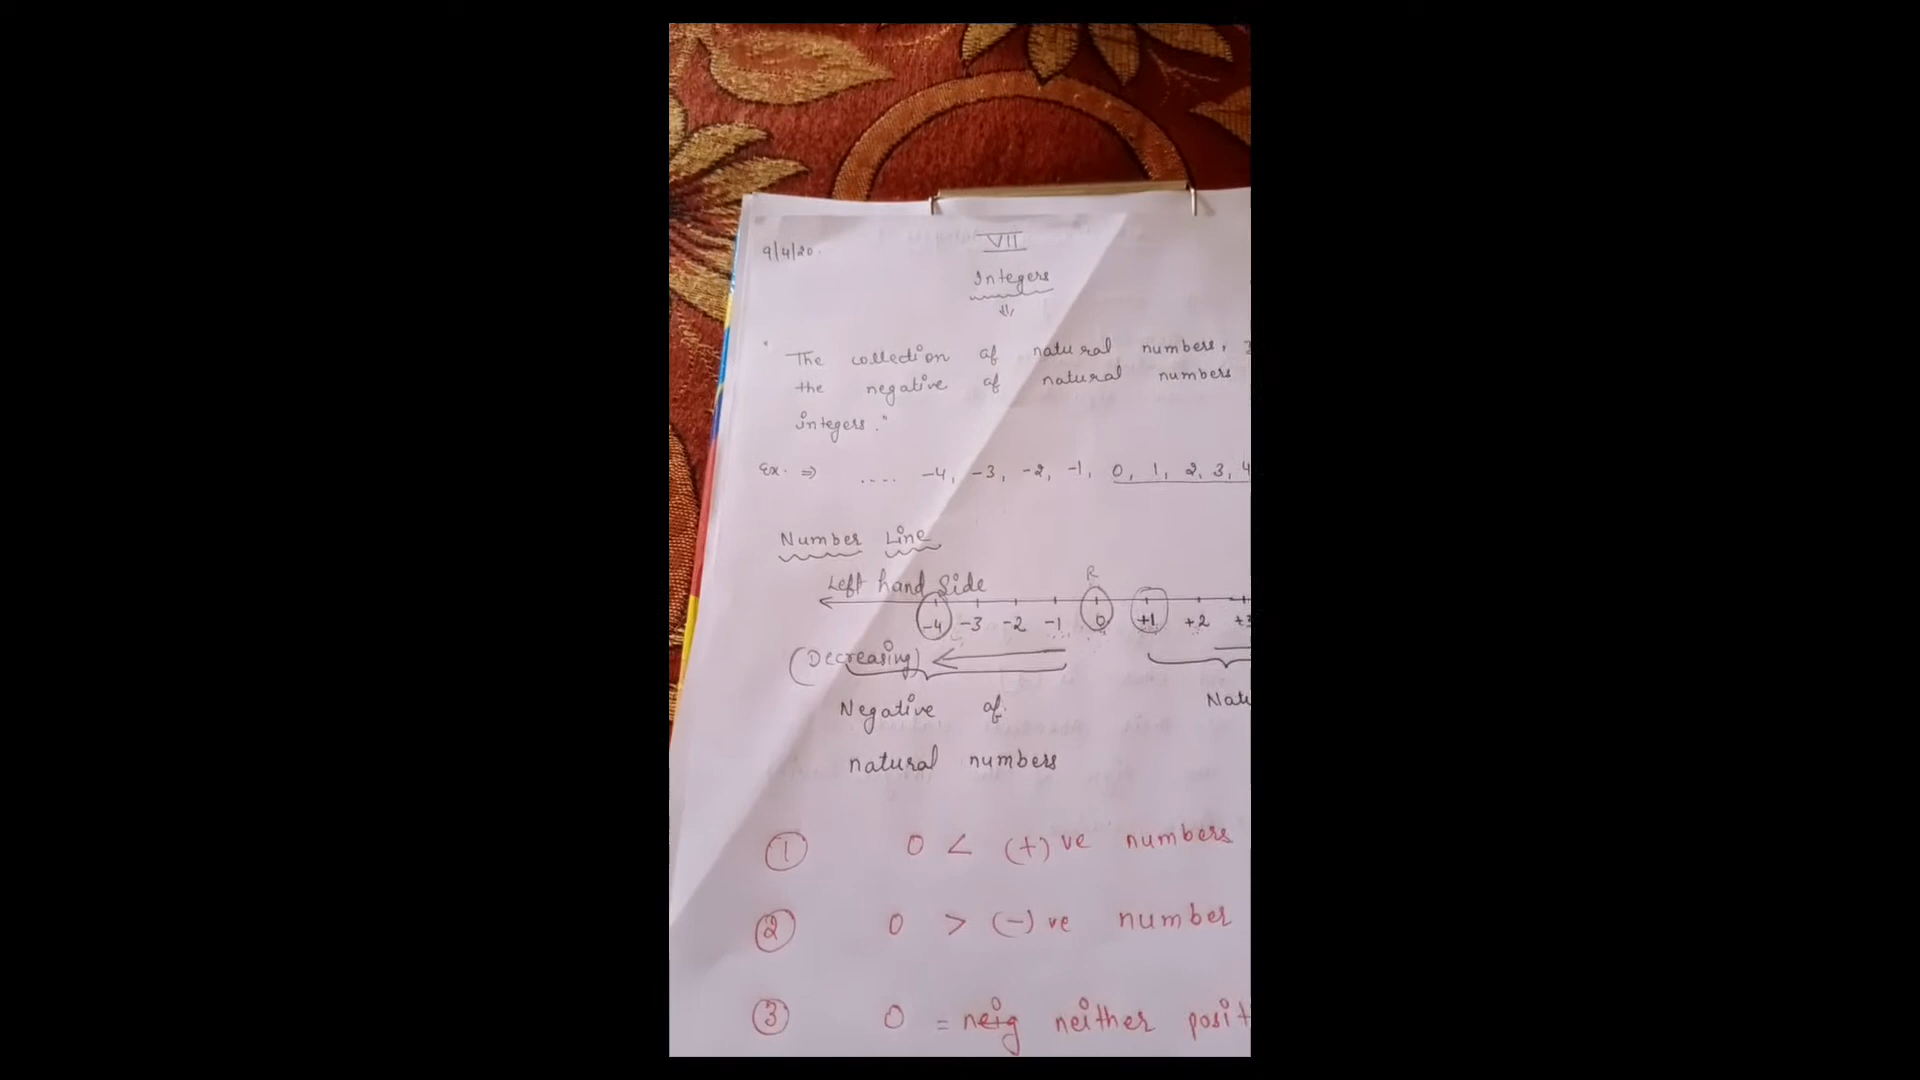 9/4/20.
VII
Integers
"The collection of natural numbers,
the negative of natural numbers
integers."
Ex. ⇒ .... -4, -3, -2, -1, 0, 1, 2, 3, 4
Number Line
Left hand Side
R
-4 -3 -2 -1 0 +1 +2 +3
(Decreasing)
Negative of Natu
natural numbers
① 0 < (+)ve numbers
② 0 > (-)ve number
③ 0 = neig neither posit